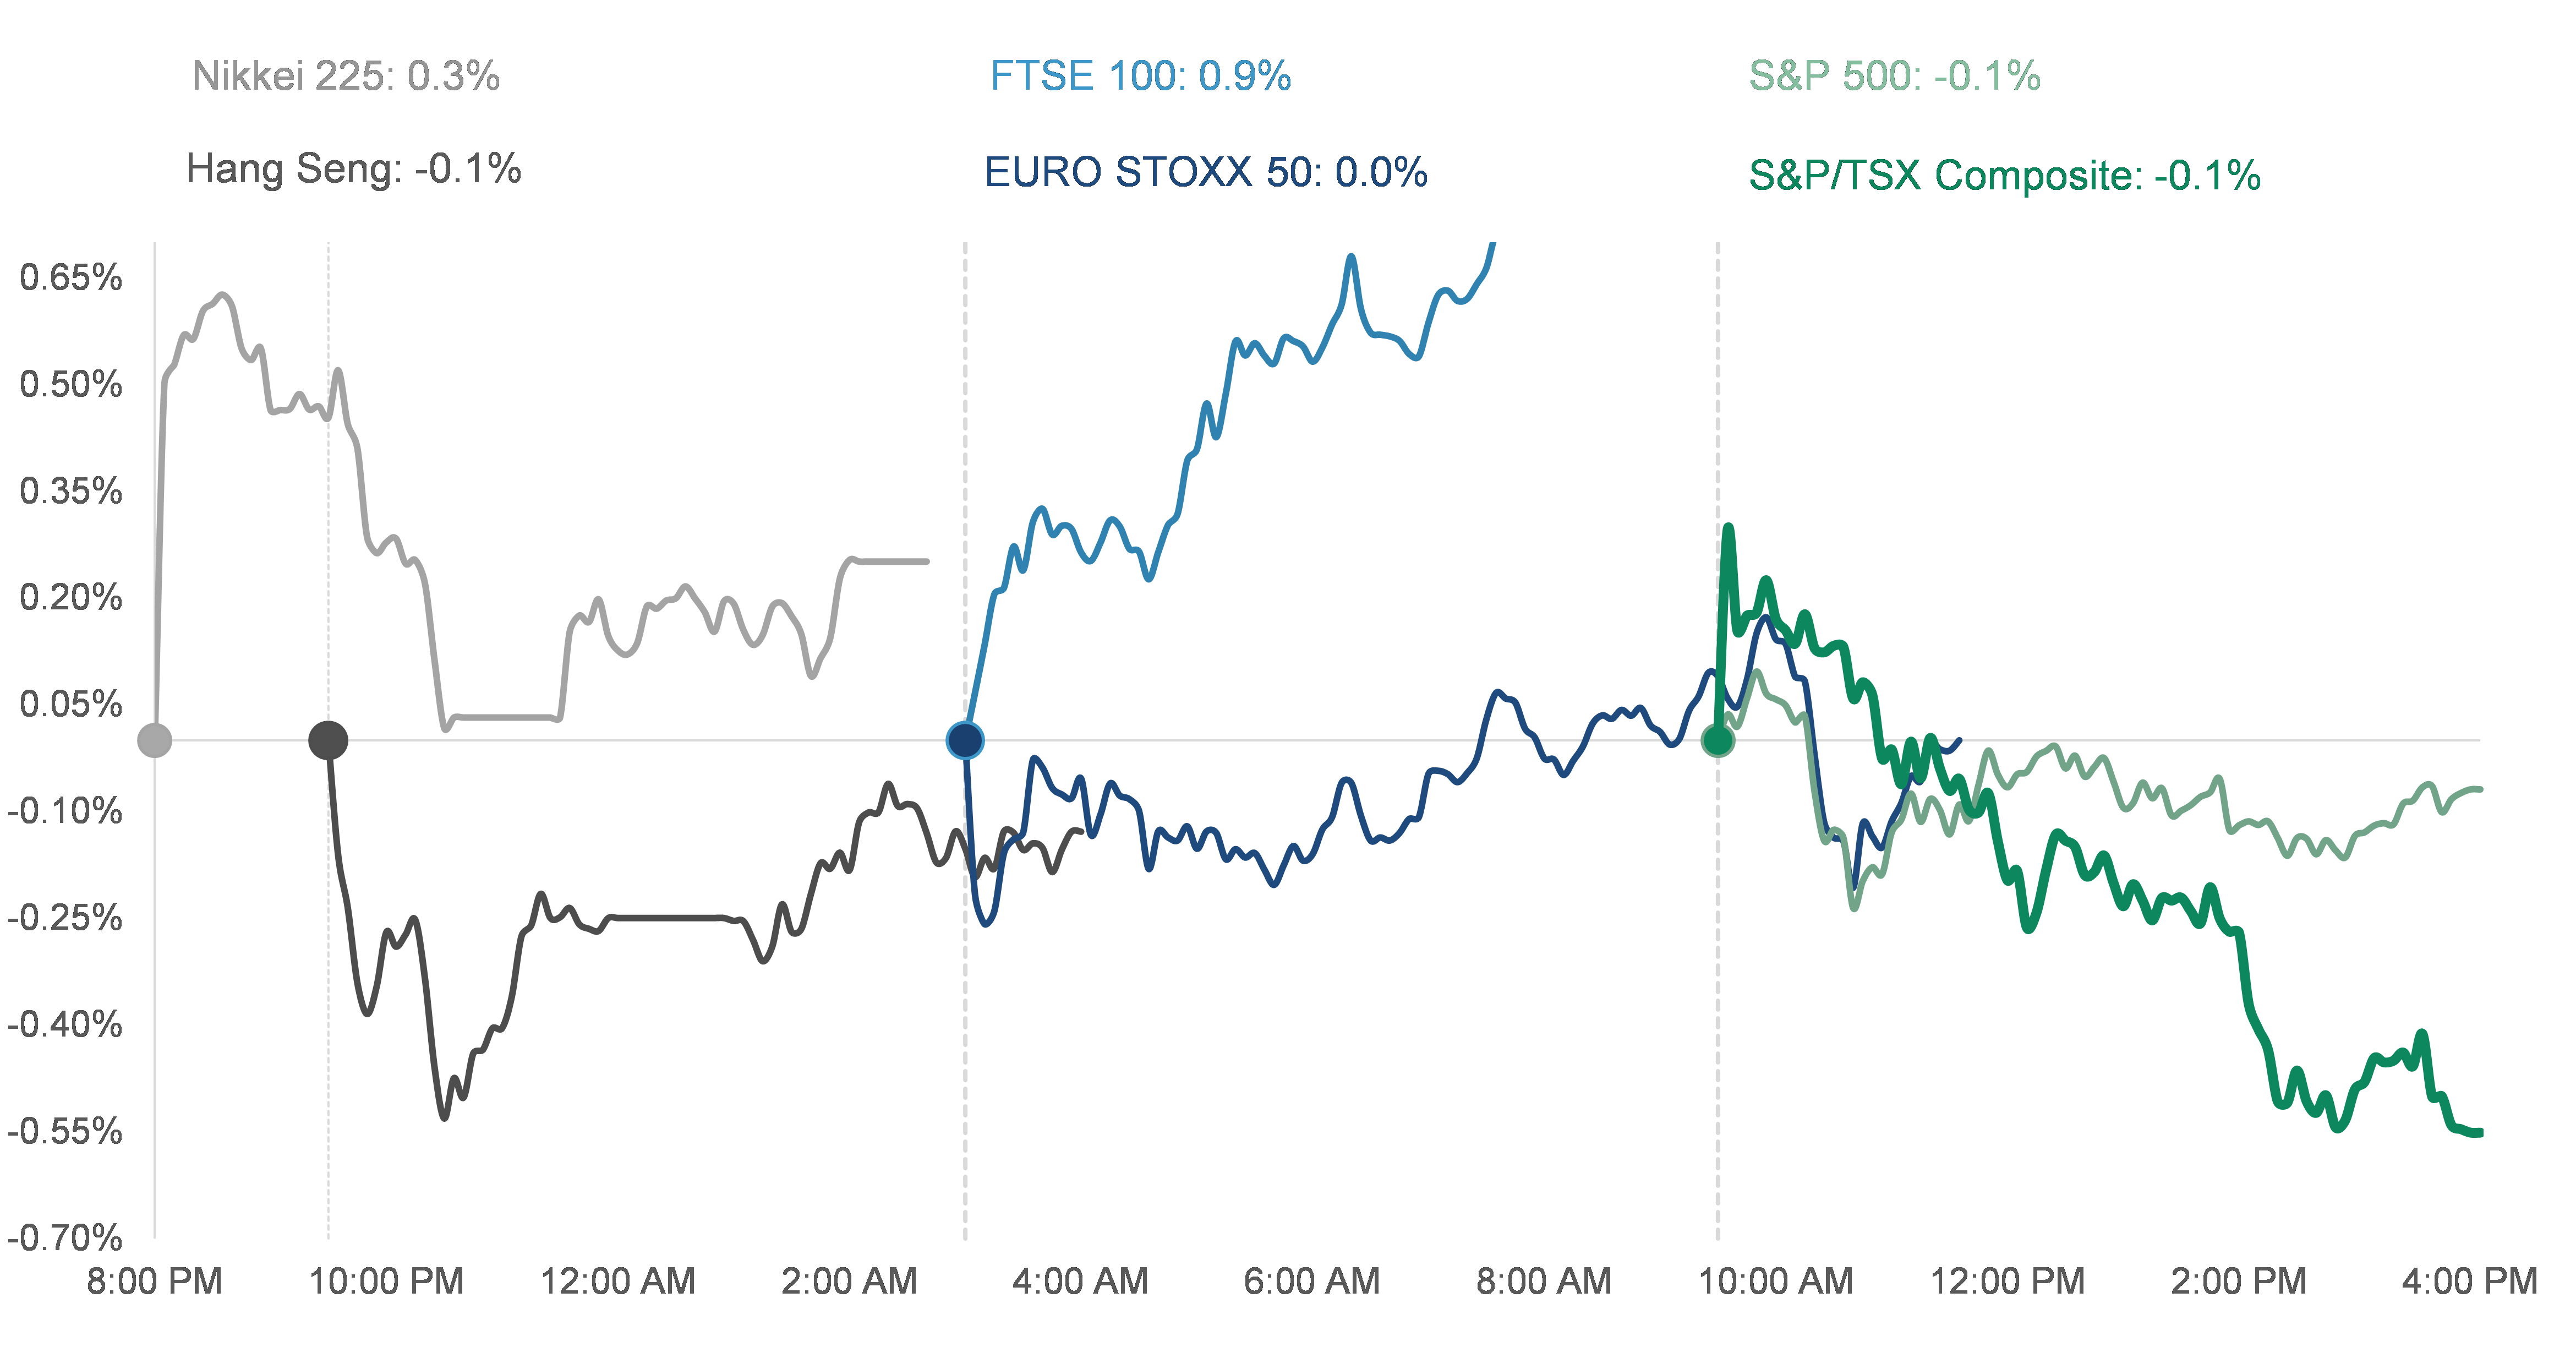 Nikkei 225: 0.3%
FTSE 100: 0.9%
S&P 500: -0.1%
Hang Seng: -0.1%
EURO STOXX 50: 0.0%
S&P/TSX Composite: -0.1%
0.65%
0.50%
0.35%
0.20%
0.05%
-0.10%
-0.25%
-0.40%
-0.55%
-0.70%
8:00 PM
10:00 PM
12:00 AM
2:00 AM
4:00 AM
6:00 AM
8:00 AM
10:00 AM
12:00 PM
2:00 PM
4:00 PM